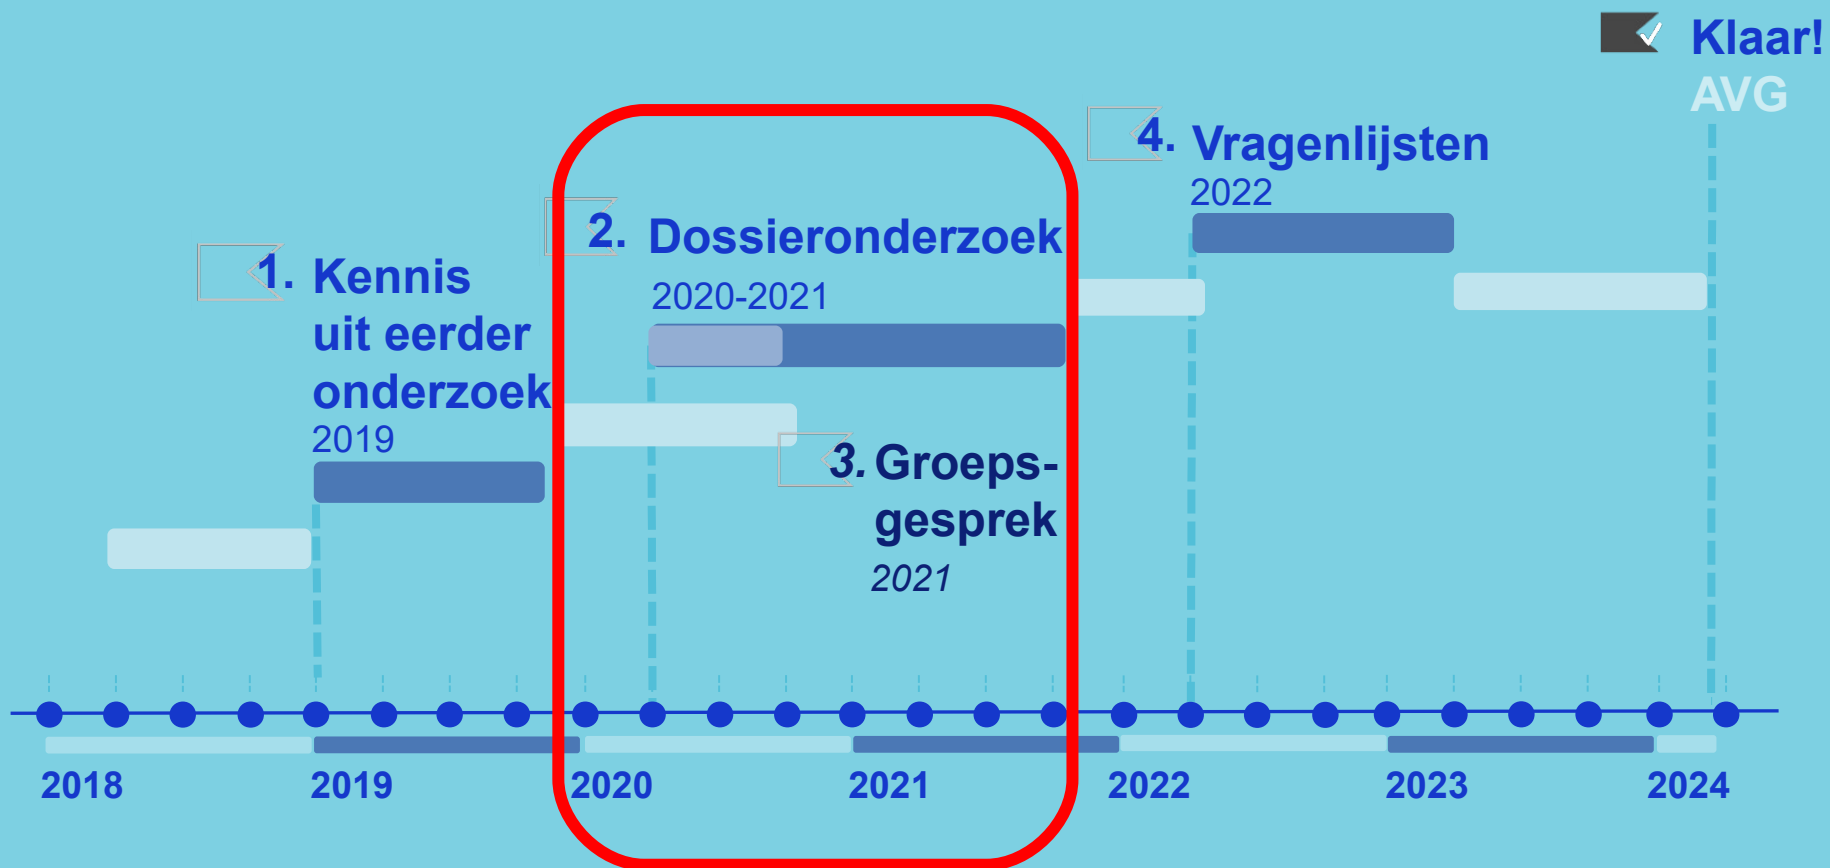 Klaar!
AVG
4. Vragenlijsten
2022
2. Dossieronderzoek
2020-2021
1. Kennis
uit eerder
onderzoek
2019
3. Groeps-
gesprek
2021
2018 2019 2020 2021 2022 2023 2024